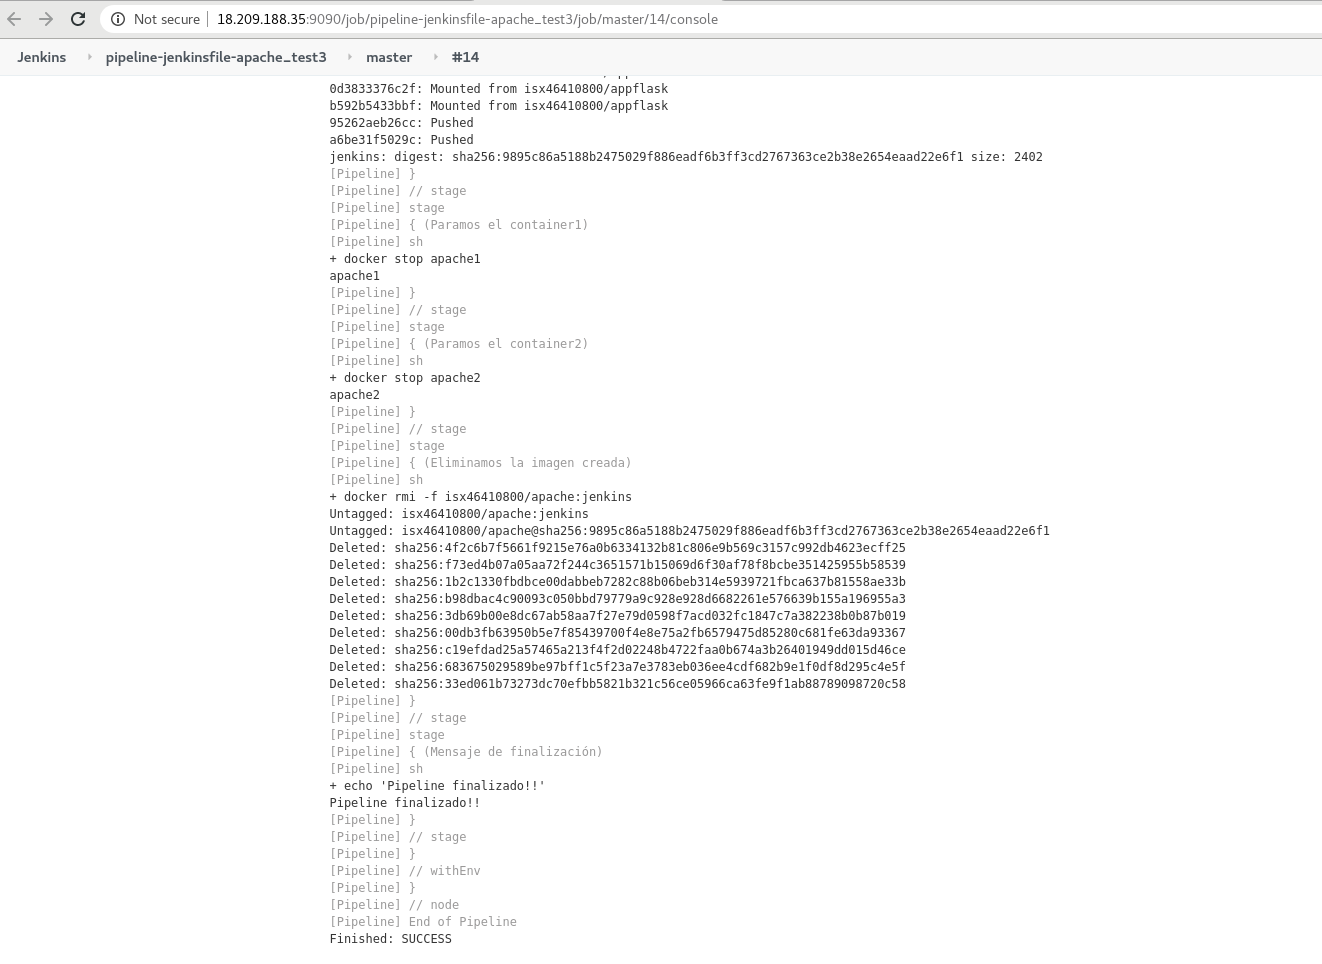 Not secure 18.209.188.35:9090/job/pipeline-jenkinsfile-apache_test3/job/master/14/console
Jenkins pipeline-jenkinsfile-apache_test3 master #14
0d3833376c2f: Mounted from isx46410800/appflask
b592b5433bbf: Mounted from isx46410800/appflask
95262aeb26cc: Pushed
a6be31f5029c: Pushed
jenkins: digest: sha256:9895c86a5188b2475029f886eadf6b3ff3cd2767363ce2b38e2654eaad22e6f1 size: 2402
[Pipeline] }
[Pipeline] // stage
[Pipeline] stage
[Pipeline] { (Paramos el container1)
[Pipeline] sh
+ docker stop apache1
apache1
[Pipeline] }
[Pipeline] // stage
[Pipeline] stage
[Pipeline] { (Paramos el container2)
[Pipeline] sh
+ docker stop apache2
apache2
[Pipeline] }
[Pipeline] // stage
[Pipeline] stage
[Pipeline] { (Eliminamos la imagen creada)
[Pipeline] sh
+ docker rmi -f isx46410800/apache:jenkins
Untagged: isx46410800/apache:jenkins
Untagged: isx46410800/apache@sha256:9895c86a5188b2475029f886eadf6b3ff3cd2767363ce2b38e2654eaad22e6f1
Deleted: sha256:4f2c6b7f5661f9215e76a0b6334132b81c806e9b569c3157c992db4623ecff25
Deleted: sha256:f73ed4b07a05aa72f244c3651571b15069d6f30af78f8bcbe351425955b58539
Deleted: sha256:1b2c1330fbdbce00dabbeb7282c88b06beb314e5939721fbca637b81558ae33b
Deleted: sha256:b98dbac4c90093c050bbd79779a9c928e928d6682261e576639b155a196955a3
Deleted: sha256:3db69b00e8dc67ab58aa7f27e79d0598f7acd032fc1847c7a382238b0b87b019
Deleted: sha256:00db3fb63950b5e7f85439700f4e8e75a2fb6579475d85280c681fe63da93367
Deleted: sha256:c19efdad25a57465a213f4f2d02248b4722faa0b674a3b26401949dd015d46ce
Deleted: sha256:683675029589be97bff1c5f23a7e3783eb036ee4cdf682b9e1f0df8d295c4e5f
Deleted: sha256:33ed061b73273dc70efbb5821b321c56ce05966ca63fe9f1ab88789098720c58
[Pipeline] }
[Pipeline] // stage
[Pipeline] stage
[Pipeline] { (Mensaje de finalización)
[Pipeline] sh
+ echo 'Pipeline finalizado!!'
Pipeline finalizado!!
[Pipeline] }
[Pipeline] // stage
[Pipeline] }
[Pipeline] // withEnv
[Pipeline] }
[Pipeline] // node
[Pipeline] End of Pipeline
Finished: SUCCESS